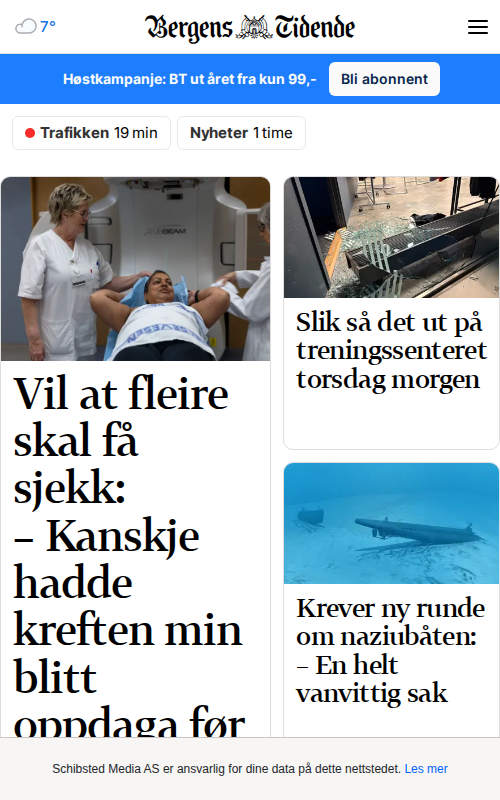 7°
Bergens Tidende
Høstkampanje: BT ut året fra kun 99,-
Bli abonnent
Trafikken 19 min
Nyheter 1 time
TRUEBEAM
Vil at fleire
skal få
sjekk:
– Kanskje
hadde
kreften min
blitt
oppdaga før
Slik så det ut på
treningssenteret
torsdag morgen
Krever ny runde
om naziubåten:
– En helt
vanvittig sak
Schibsted Media AS er ansvarlig for dine data på dette nettstedet. Les mer